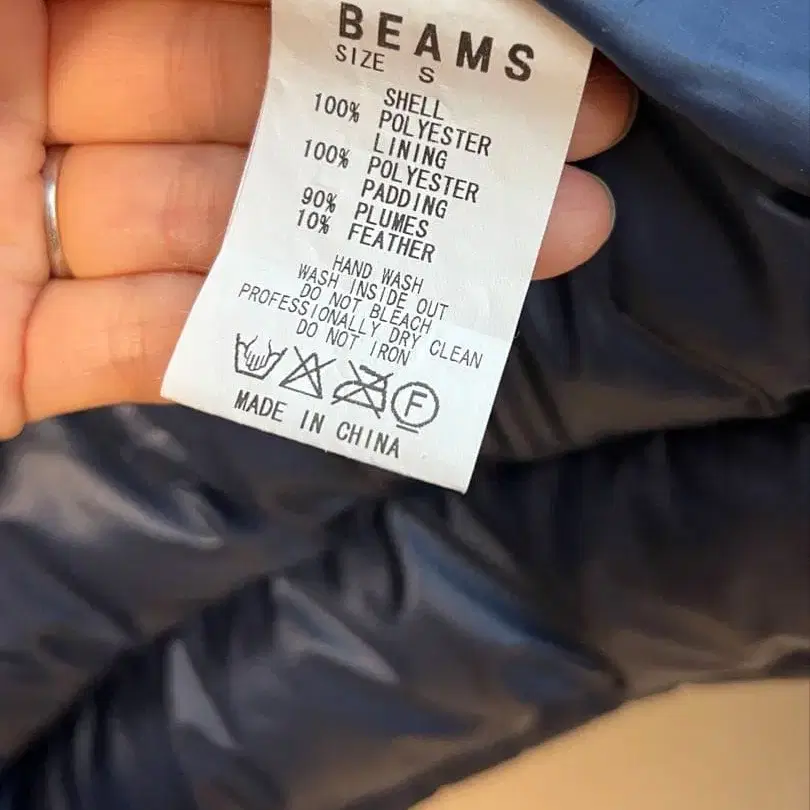 BEAMS
SIZE S
SHELL
100% POLYESTER
LINING
100% POLYESTER
PADDING
90% PLUMES
10% FEATHER
HAND WASH
WASH INSIDE OUT
DO NOT BLEACH
PROFESSIONALLY DRY CLEAN
DO NOT IRON
F
MADE IN CHINA